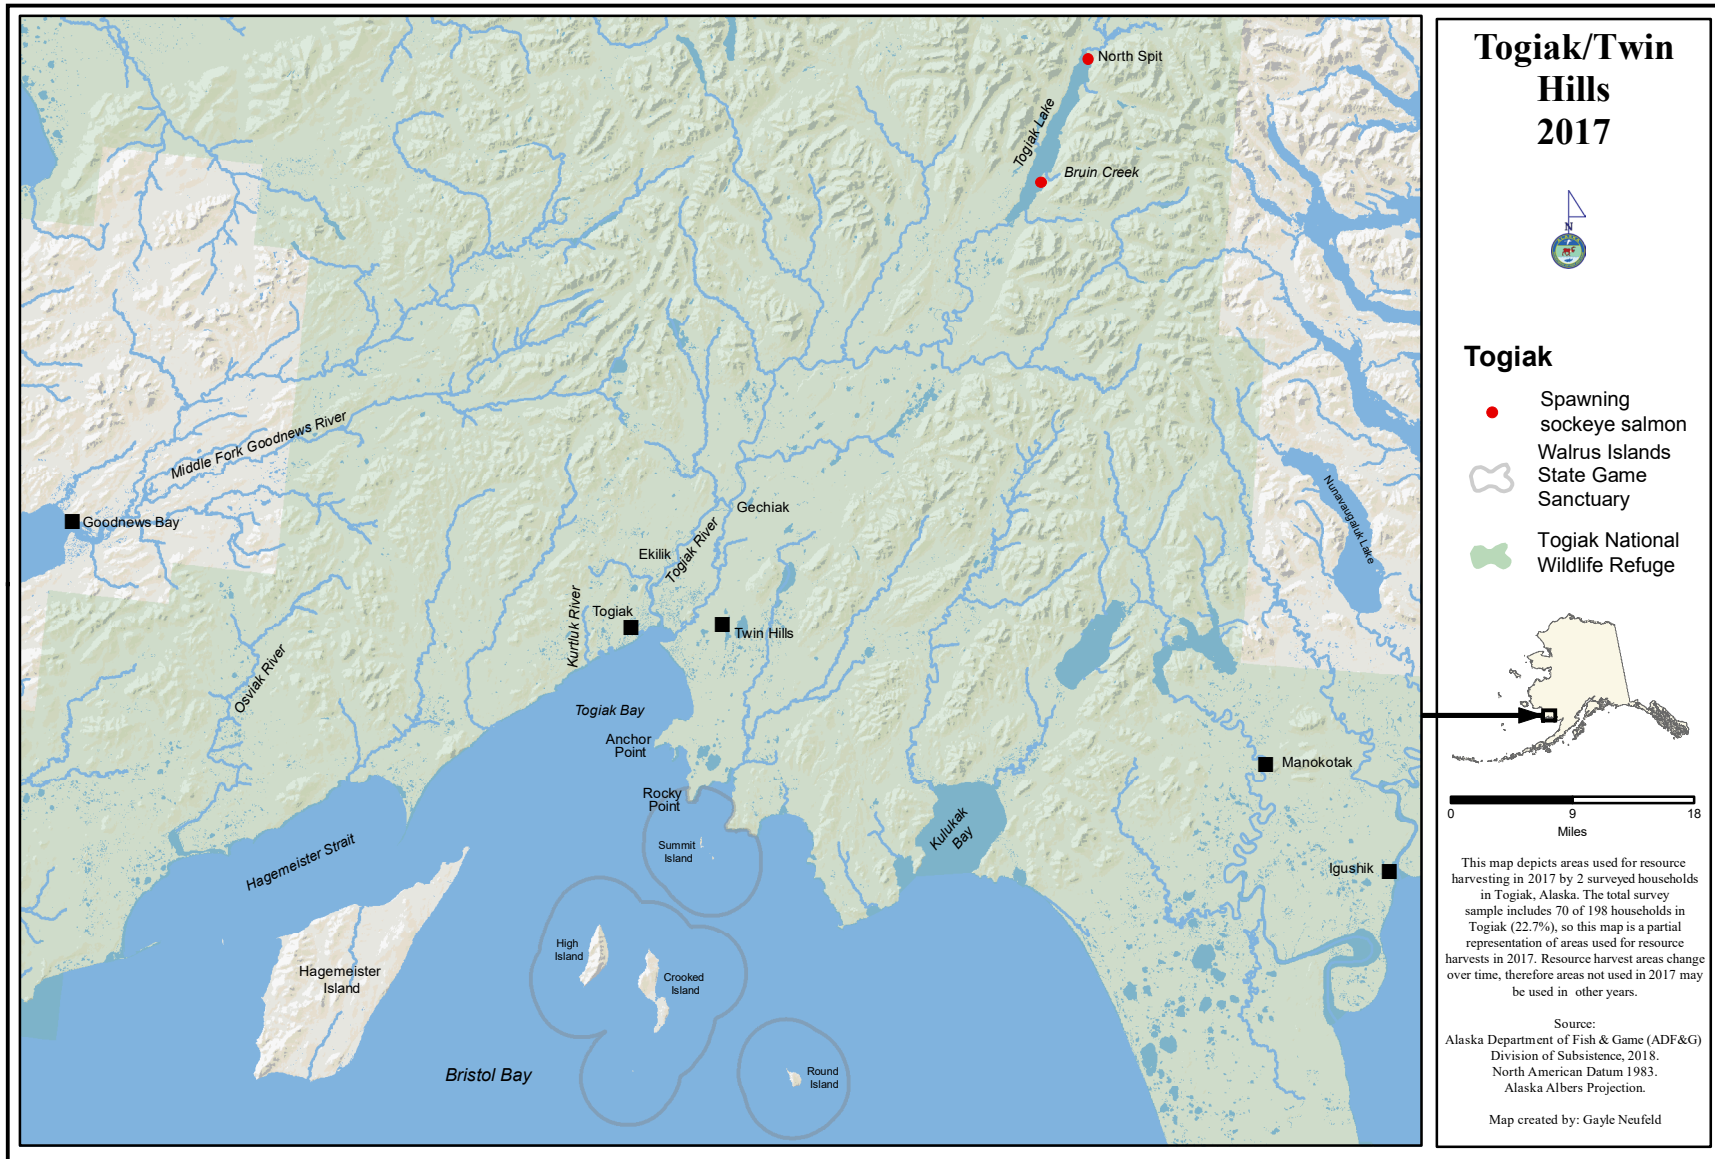 North Spit
Togiak Lake
Bruin Creek
Middle Fork Goodnews River
Goodnews Bay
Nunavaugaluk Lake
Gechiak
Togiak River
Ekilik
Kurtluk River
Togiak
Twin Hills
Osviak River
Togiak Bay
Anchor
Point
Rocky
Point
Manokotak
Summit
Island
Kulukak
Bay
Hagemeister Strait
Igushik
High
Island
Crooked
Island
Hagemeister
Island
Round
Island
Bristol Bay
Togiak/Twin
Hills
2017
N
Togiak
Spawning
sockeye salmon
Walrus Islands
State Game
Sanctuary
Togiak National
Wildlife Refuge
0 9 18
Miles
This map depicts areas used for resource
harvesting in 2017 by 2 surveyed households
in Togiak, Alaska. The total survey
sample includes 70 of 198 households in
Togiak (22.7%), so this map is a partial
representation of areas used for resource
harvests in 2017. Resource harvest areas change
over time, therefore areas not used in 2017 may
be used in other years.
Source:
Alaska Department of Fish & Game (ADF&G)
Division of Subsistence, 2018.
North American Datum 1983.
Alaska Albers Projection.
Map created by: Gayle Neufeld